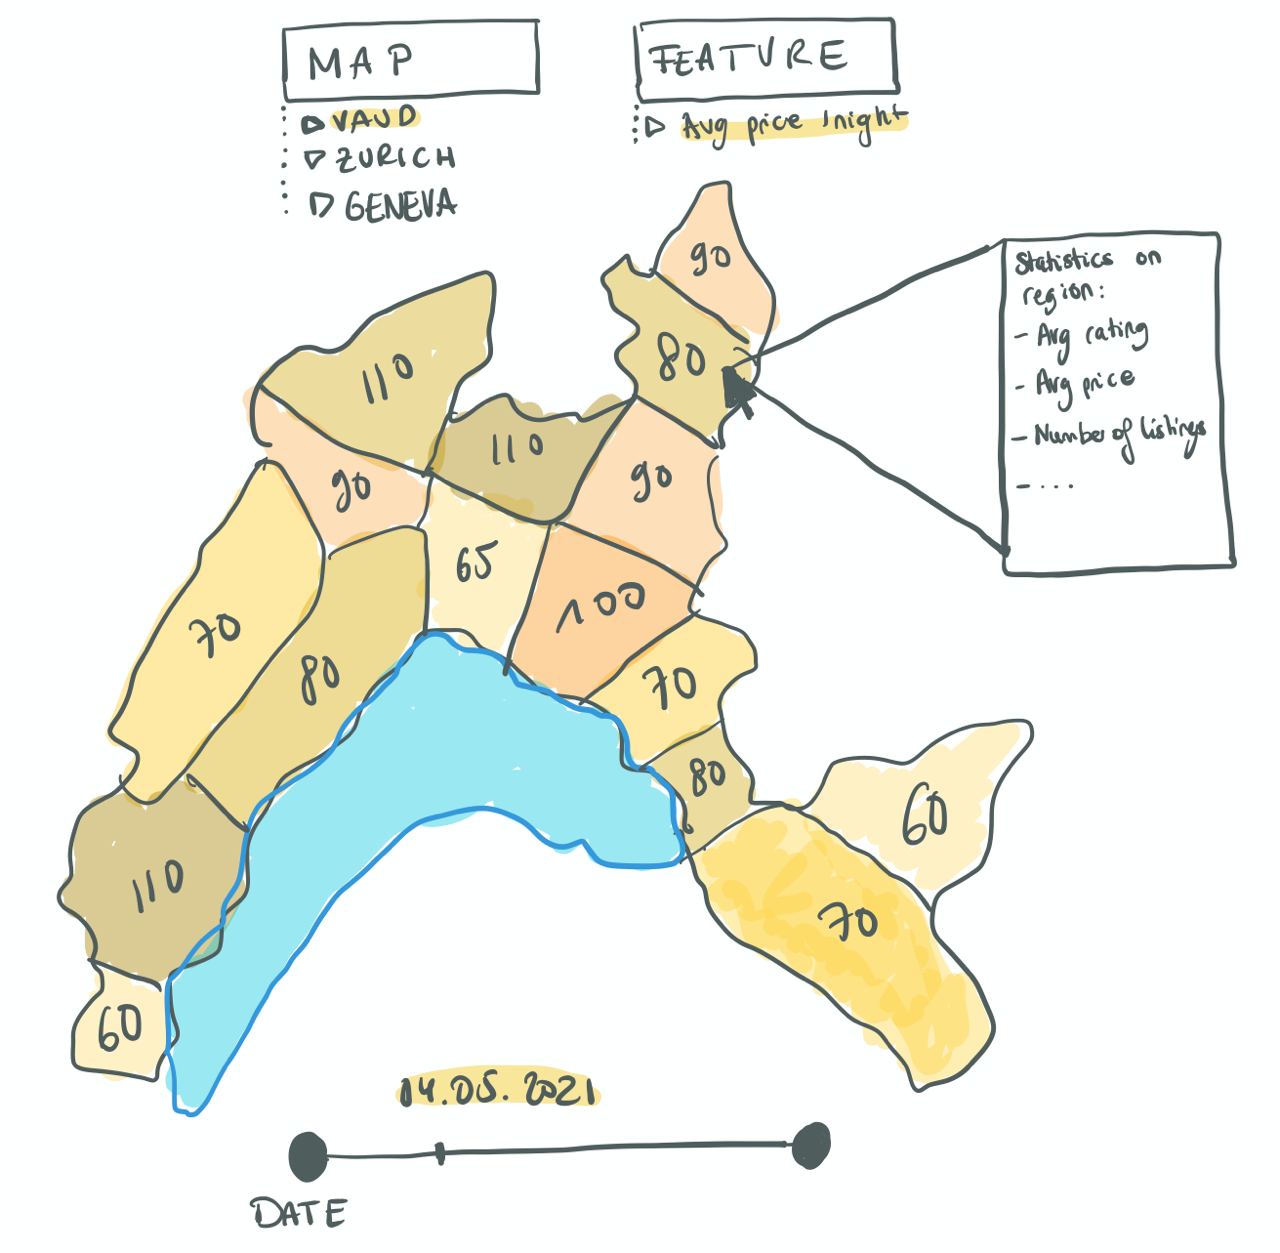 MAP
FEATURE
VAUD
ZURICH
GENEVA
Avg price /night
90
80
110
110
90
90
65
100
70
80
70
80
60
110
70
60
Statistics on
region:
- Avg rating
- Avg price
- Number of listings
- ...
14.05.2021
DATE